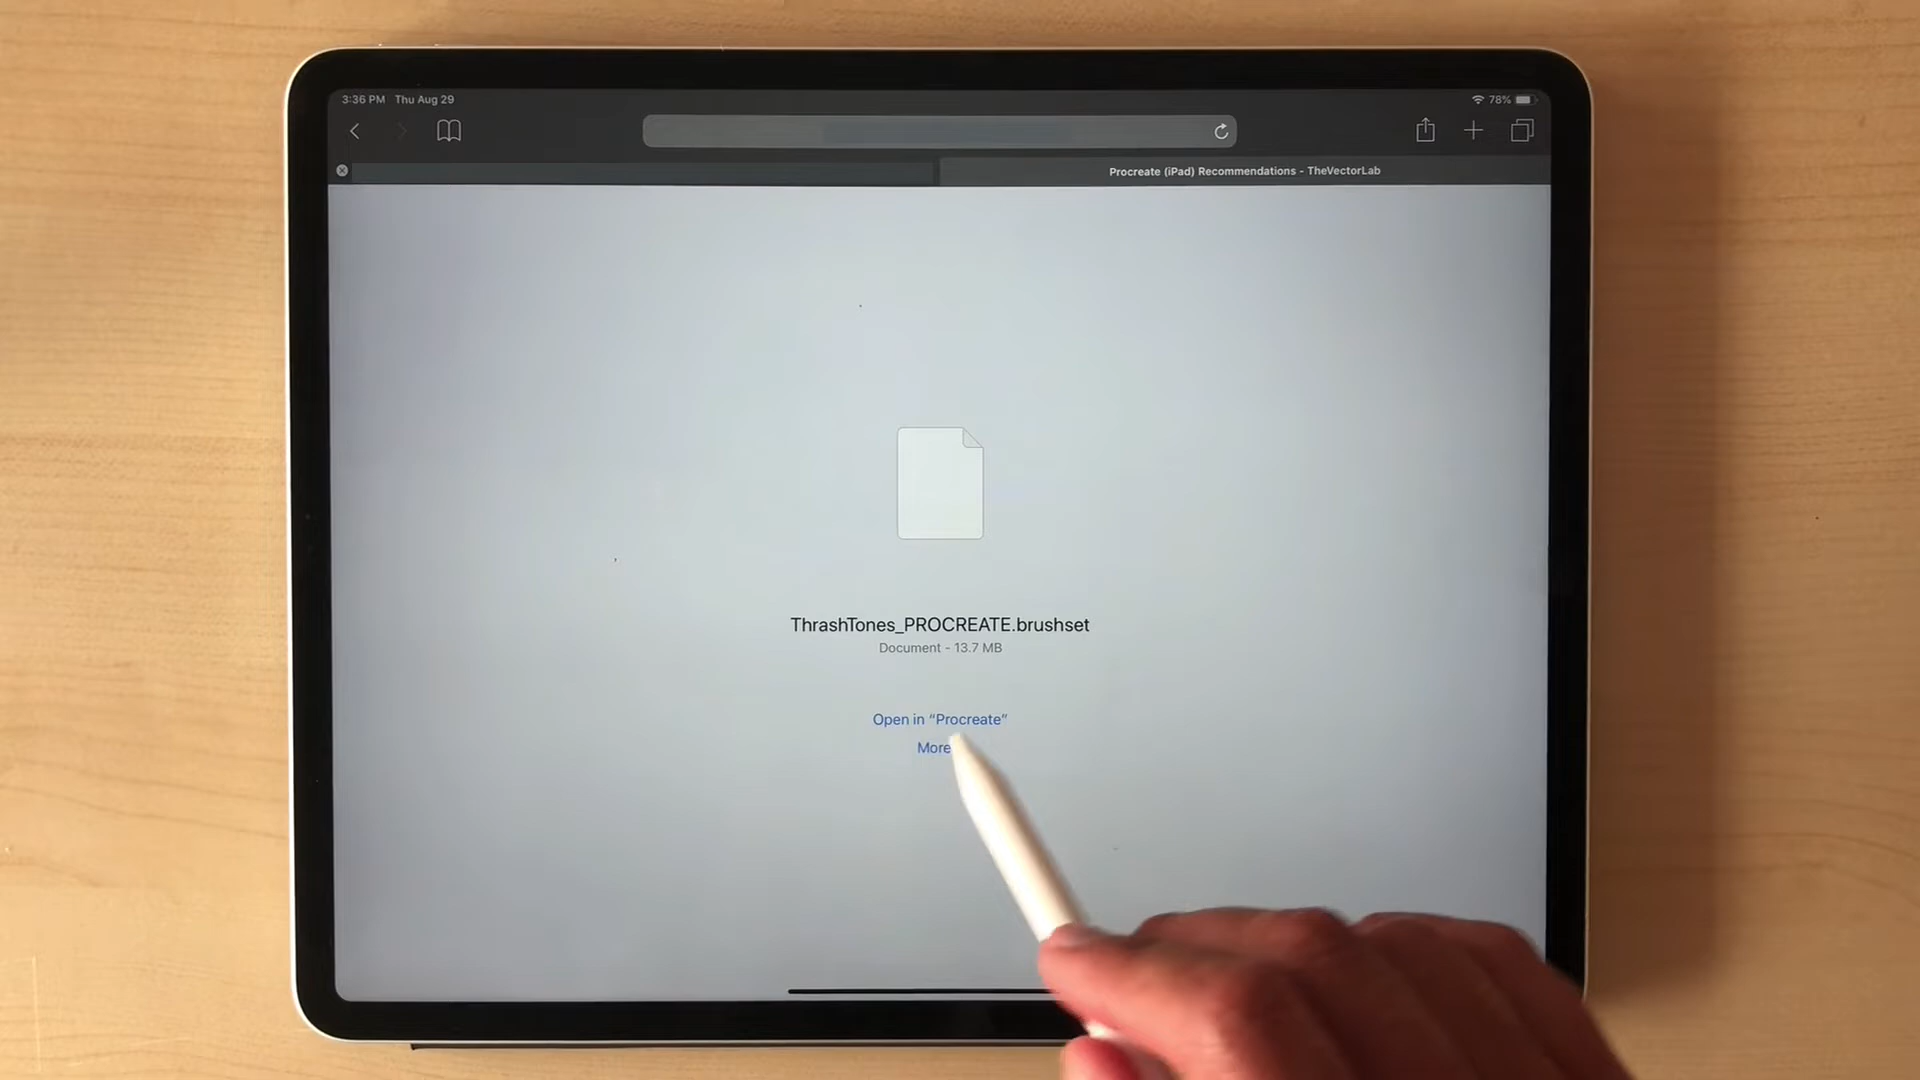 3:36 PM Thu Aug 29
78%
Procreate (iPad) Recommendations - TheVectorLab
ThrashTones_PROCREATE.brushset
Document - 13.7 MB
Open in “Procreate”
More